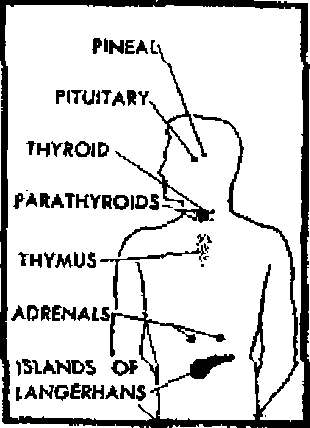 PINEAL
PITUITARY
THYROID
PARATHYROIDS
THYMUS
ADRENALS
ISLANDS OF
LANGERHANS